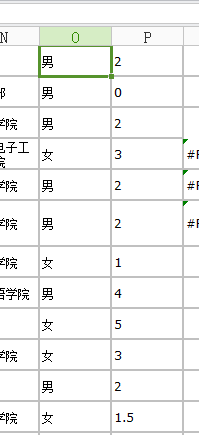 N O P
男 2
部 男 0
学院 男 2
电子工
院 女 3 #F
学院 男 2 #F
学院 男 2 #F
学院 女 1
语学院 男 4
女 5
学院 女 3
男 2
学院 女 1.5